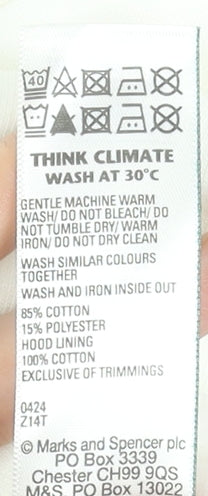 40
THINK CLIMATE
WASH AT 30°C
GENTLE MACHINE WARM
WASH/ DO NOT BLEACH/ DO
NOT TUMBLE DRY/ WARM
IRON/ DO NOT DRY CLEAN
WASH SIMILAR COLOURS
TOGETHER
WASH AND IRON INSIDE OUT
85% COTTON
15% POLYESTER
HOOD LINING
100% COTTON
EXCLUSIVE OF TRIMMINGS
0424
Z14T
© Marks and Spencer plc
PO Box 3339
Chester CH99 9QS
M&S, PO Box 13022